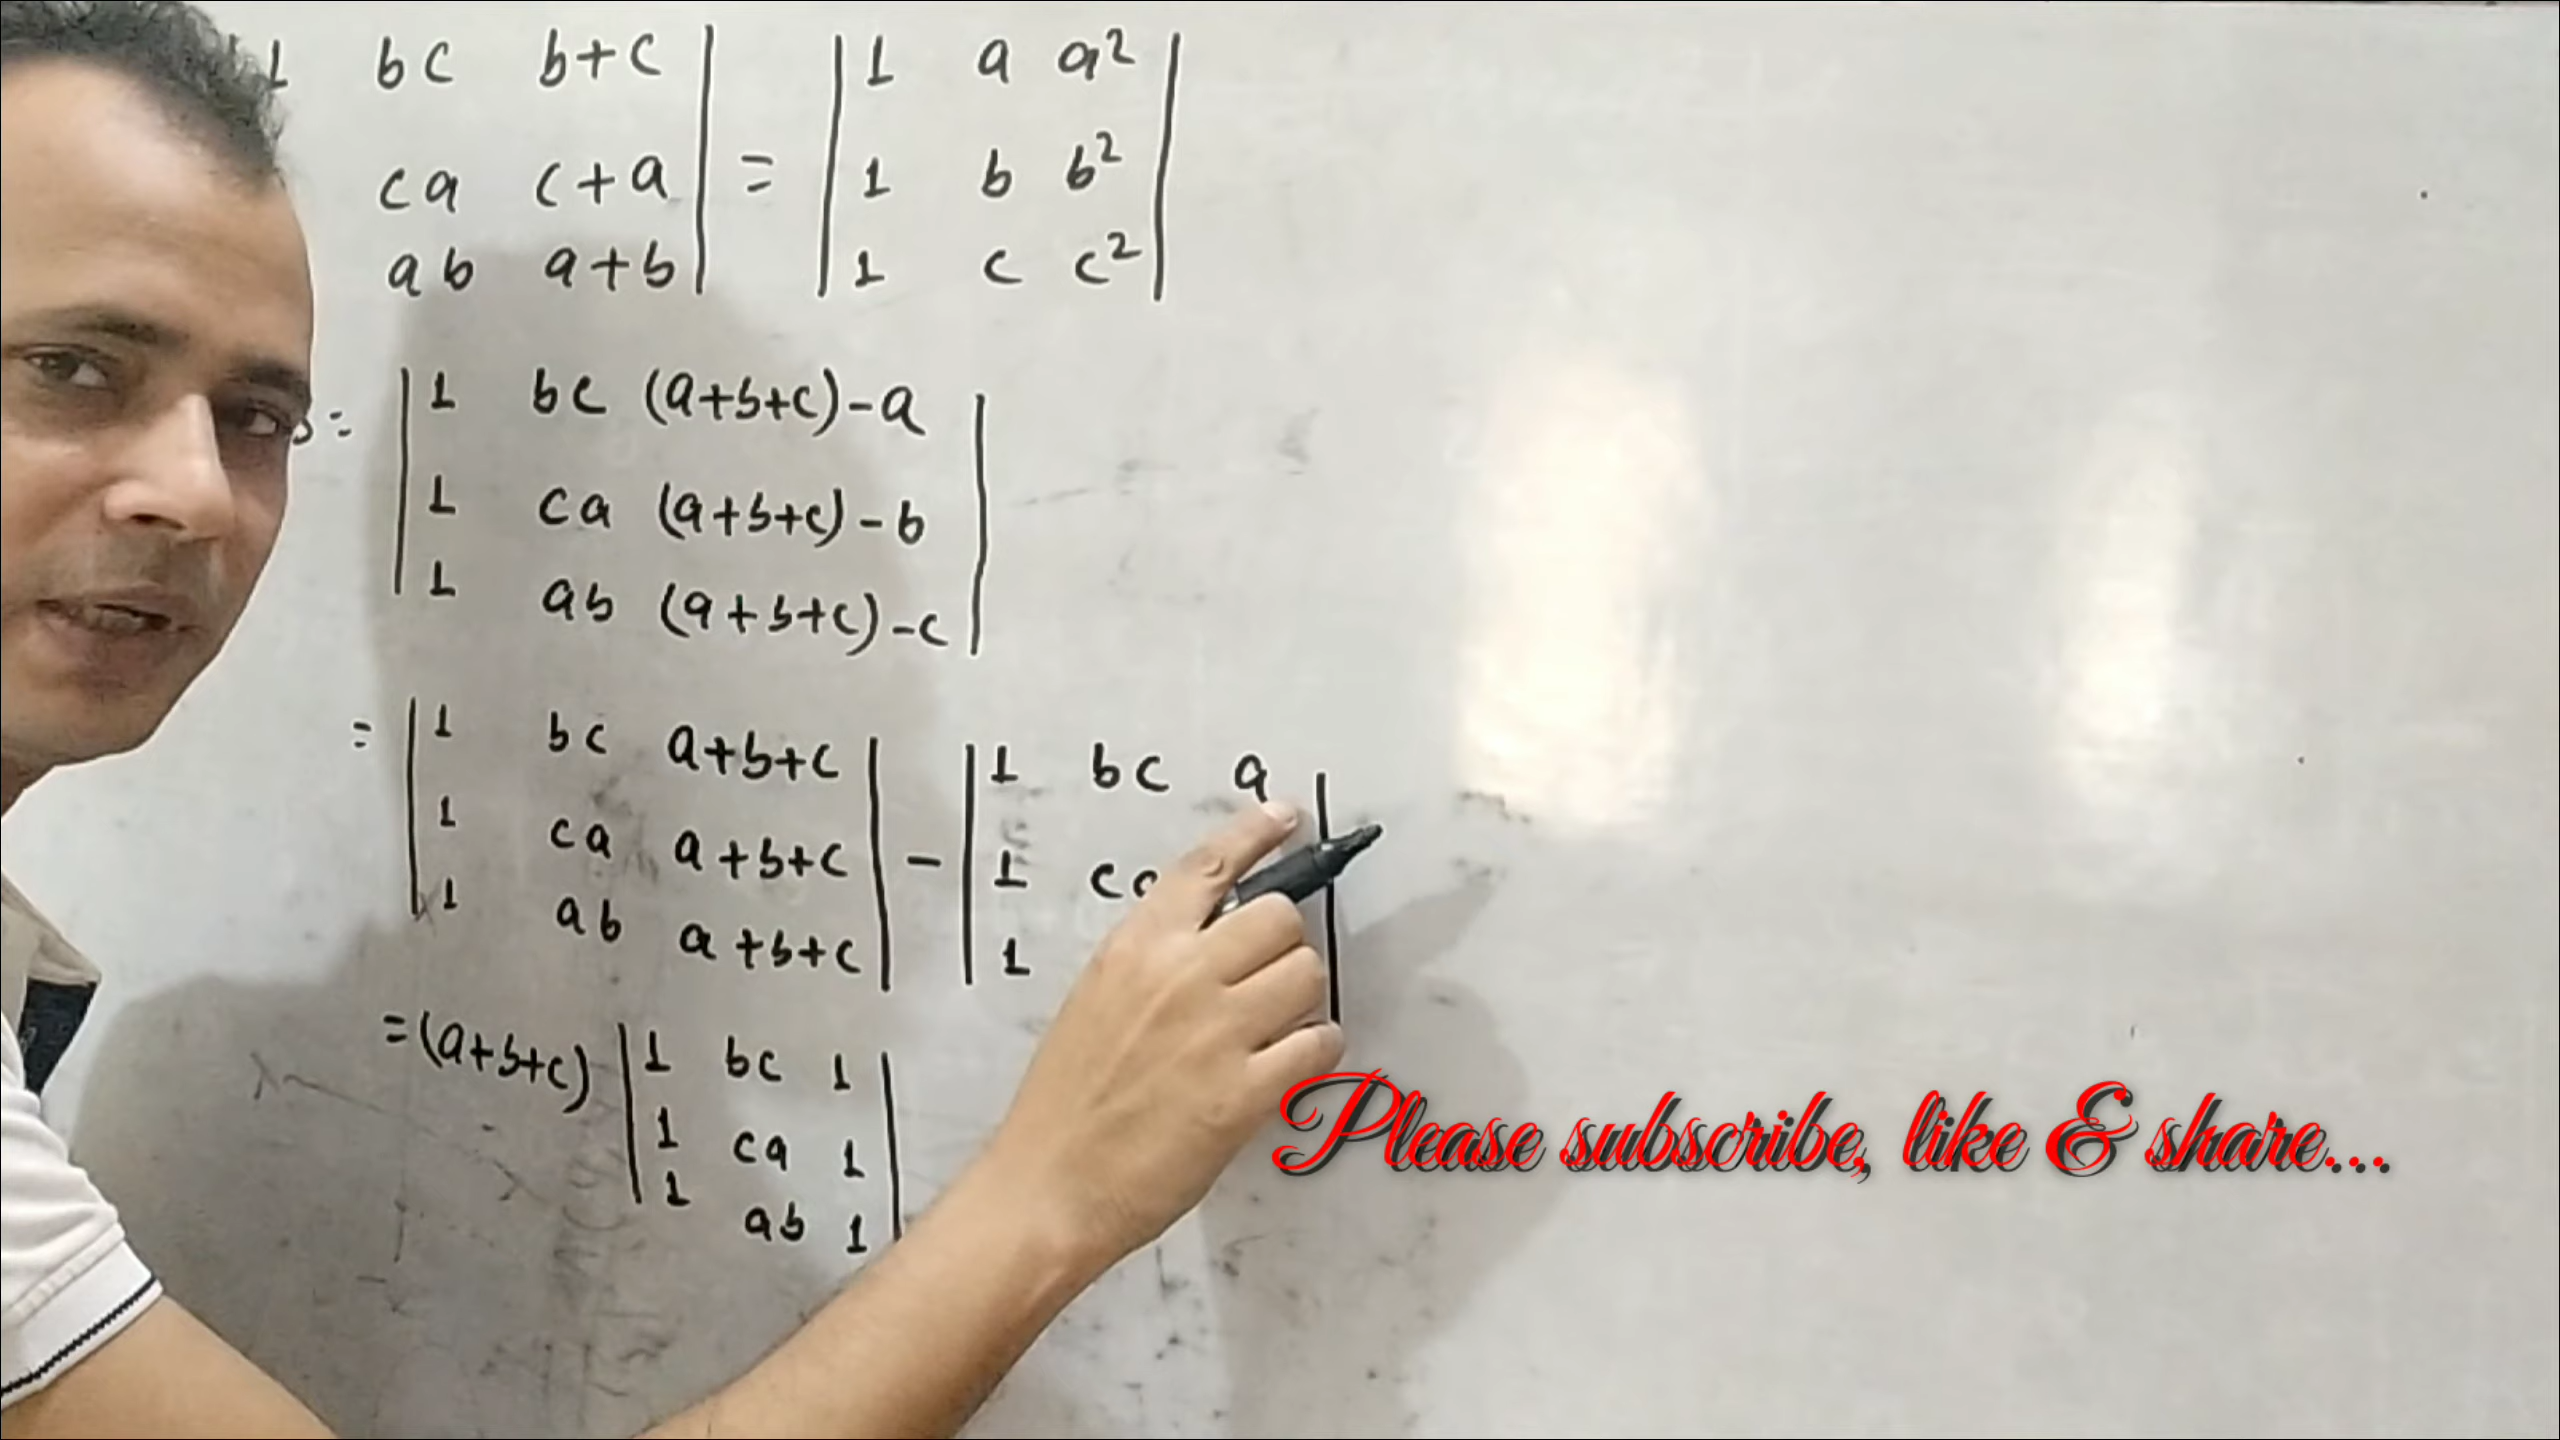 1 bc b+c | = | 1 a a² |
ca c+a | = | 1 b b² |
ab a+b | | 1 c c² |
= | 1 bc (a+b+c)-a |
| 1 ca (a+b+c)-b |
| 1 ab (a+b+c)-c |
= | 1 bc a+b+c | - | 1 bc a |
| 1 ca a+b+c | - | 1 |
| 1 ab a+b+c | | 1 |
=(a+b+c) | 1 bc 1 |
| 1 ca 1 |
| 1 ab 1 |
Please subscribe, like & share...